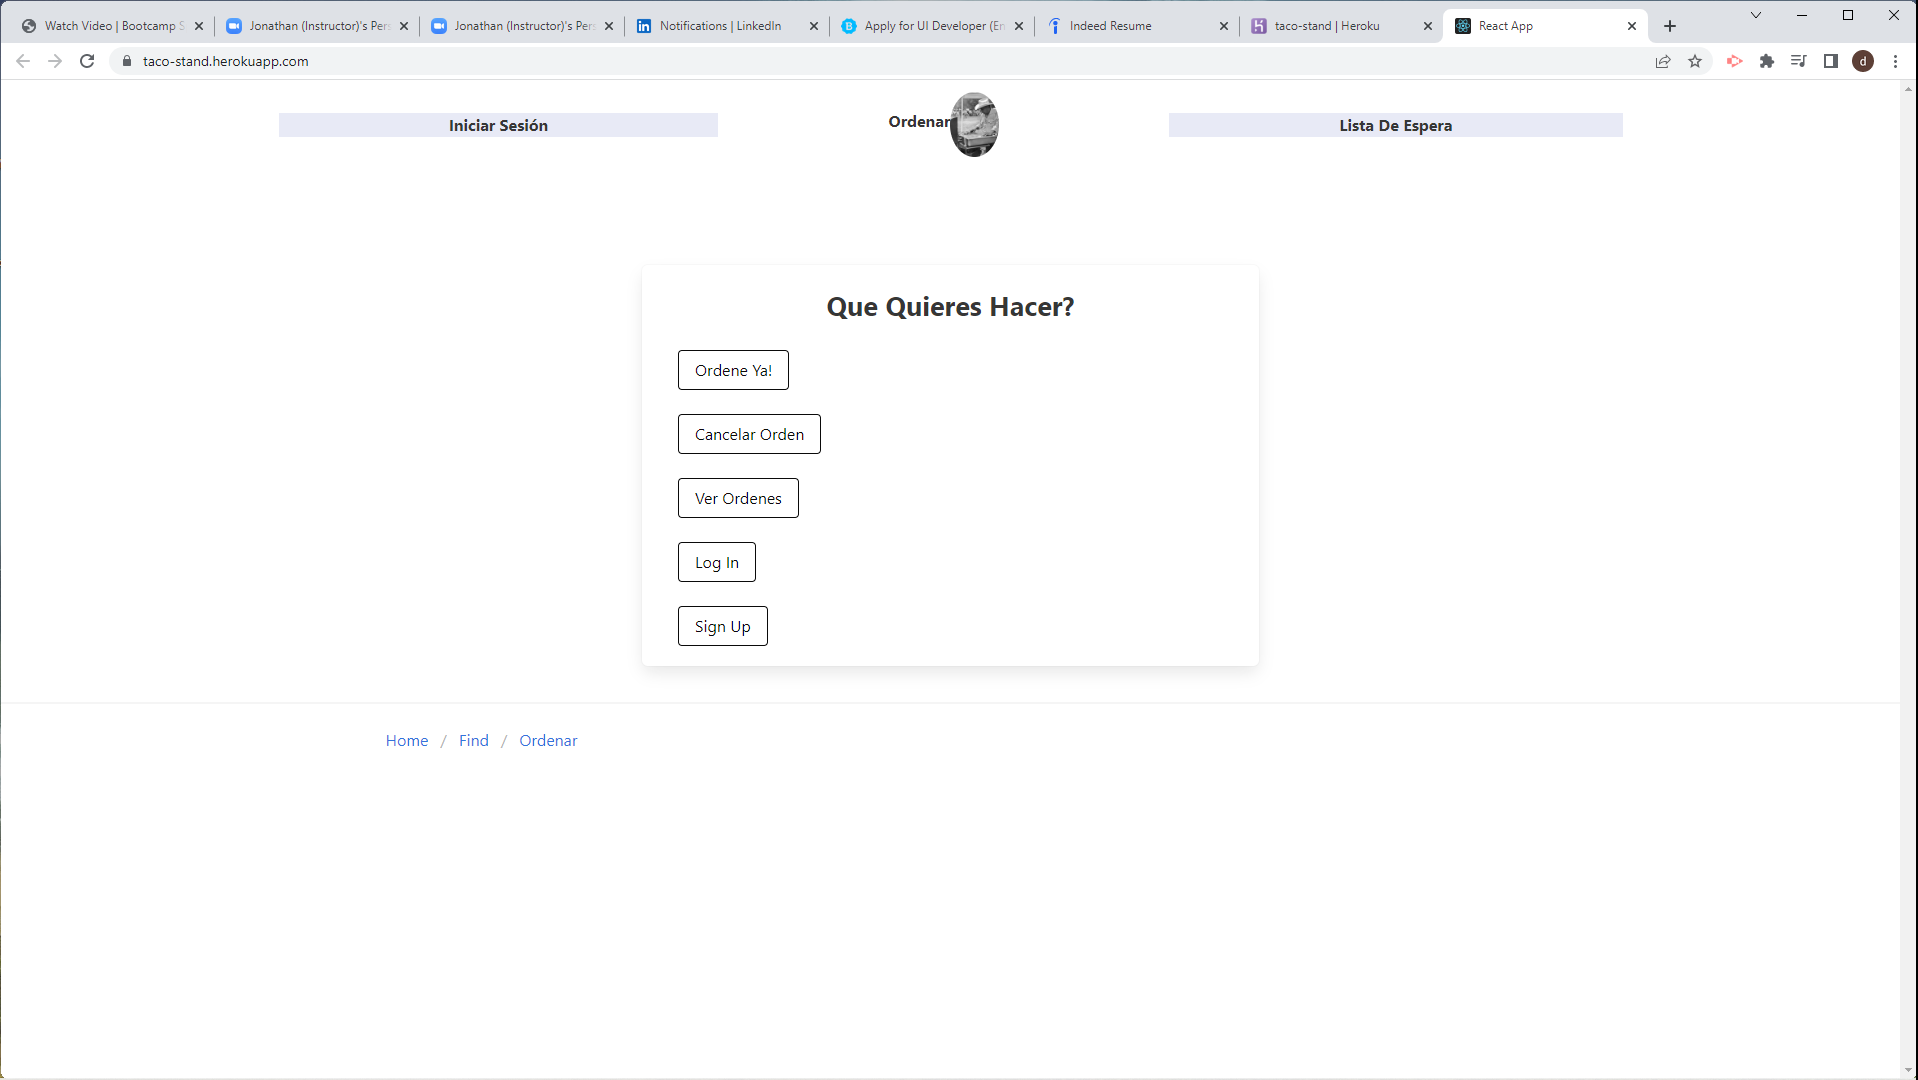 Watch Video | Bootcamp S
Jonathan (Instructor)'s Pers
Jonathan (Instructor)'s Pers
Notifications | LinkedIn
Apply for UI Developer (En
Indeed Resume
taco-stand | Heroku
React App
taco-stand.herokuapp.com
d
Iniciar Sesión
Ordenar
Lista De Espera
Que Quieres Hacer?
Ordene Ya!
Cancelar Orden
Ver Ordenes
Log In
Sign Up
Home / Find / Ordenar